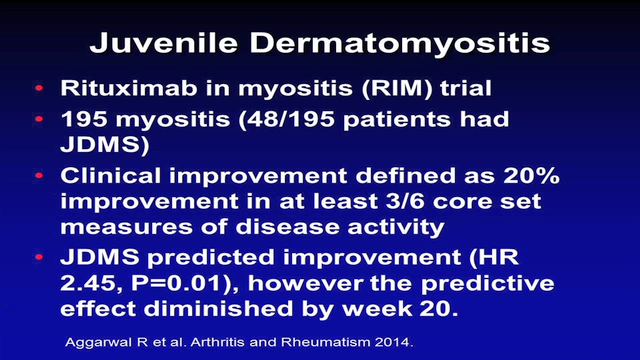 Juvenile Dermatomyositis
• Rituximab in myositis (RIM) trial
• 195 myositis (48/195 patients had
JDMS)
• Clinical improvement defined as 20%
improvement in at least 3/6 core set
measures of disease activity
• JDMS predicted improvement (HR
2.45, P=0.01), however the predictive
effect diminished by week 20.
Aggarwal R et al. Arthritis and Rheumatism 2014.